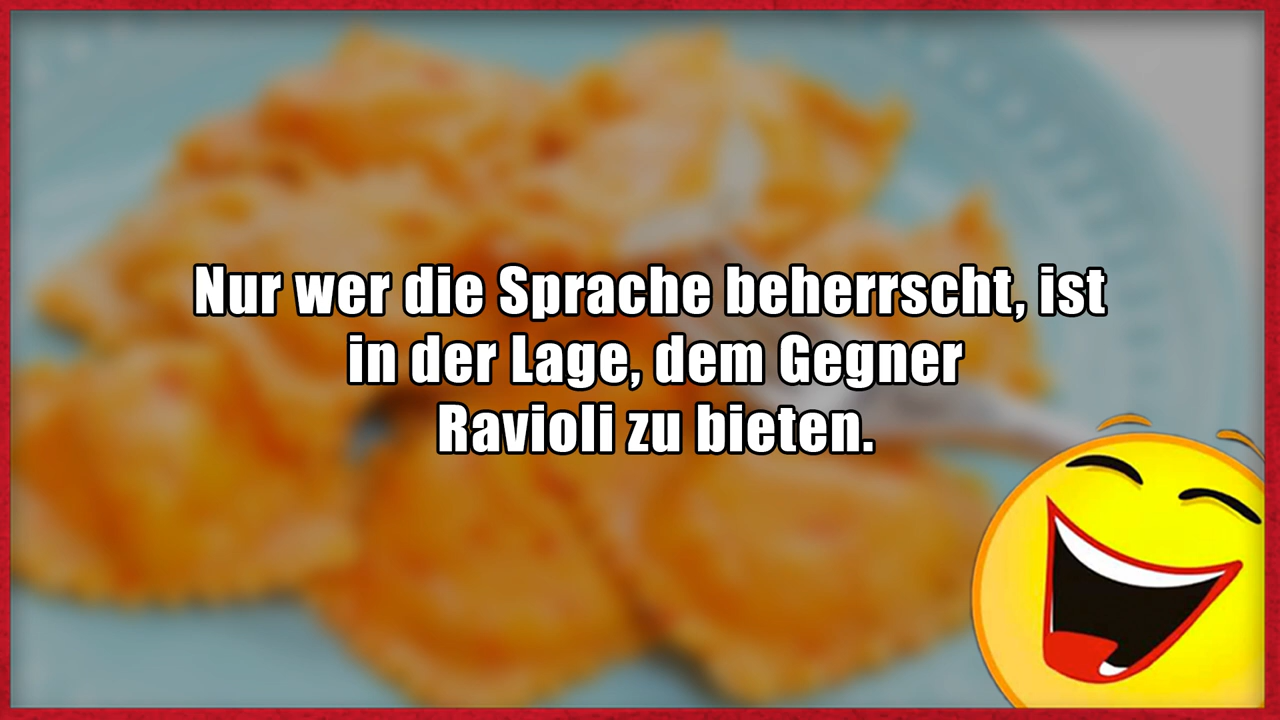 Nur wer die Sprache beherrscht, ist
in der Lage, dem Gegner
Ravioli zu bieten.